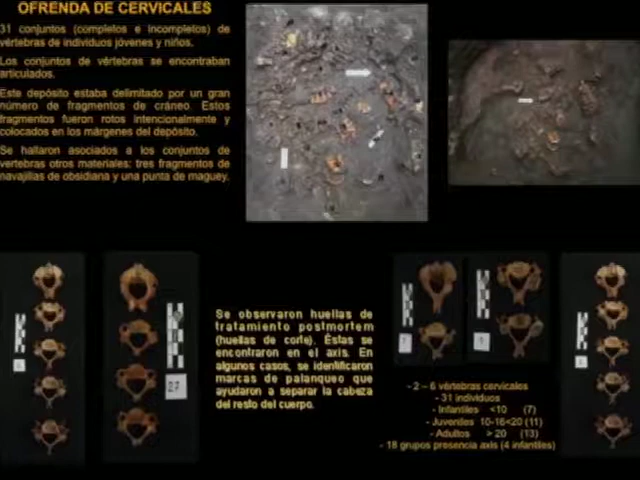 OFRENDA DE CERVICALES
31 conjuntos (completos e incompletos) de
vértebras de individuos jóvenes y niños.
Los conjuntos de vértebras se encontraban
articulados.
Este depósito estaba delimitado por un gran
número de fragmentos de cráneo. Estos
fragmentos fueron rotos intencionalmente y
colocados en los márgenes del depósito.
Se hallaron asociados a los conjuntos de
vertebras otros materiales: tres fragmentos de
navajillas de obsidiana y una punta de maguey.
Se observaron huellas de
tratamiento postmortem
(huellas de corte). Éstas se
encontraron en el axis. En
algunos casos, se identificaron
marcas de palanqueo que
ayudaron a separar la cabeza
del resto del cuerpo.
27
- 2 – 6 vértebras cervicales
- 31 individuos
- Infantiles <10 (7)
- Juveniles 10-16<20 (11)
- Adultos > 20 (13)
- 18 grupos presencia axis (4 infantiles)